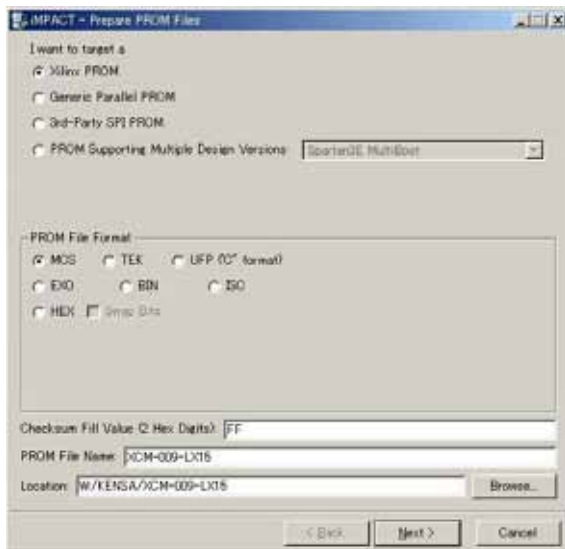 iMPACT - Prepare PROM Files
I want to target a
Xilinx PROM
Generic Parallel PROM
3rd-Party SPI PROM
PROM Supporting Multiple Design Versions: Spartan3E MultiBoot
PROM File Format
MCS TEK UFP ("C" format)
EXO BIN ISC
HEX Swap Bits
Checksum Fill Value (2 Hex Digits): FF
PROM File Name: XCM-009-LX15
Location: W/KENSA/XCM-009-LX15 Browse...
< Back Next > Cancel